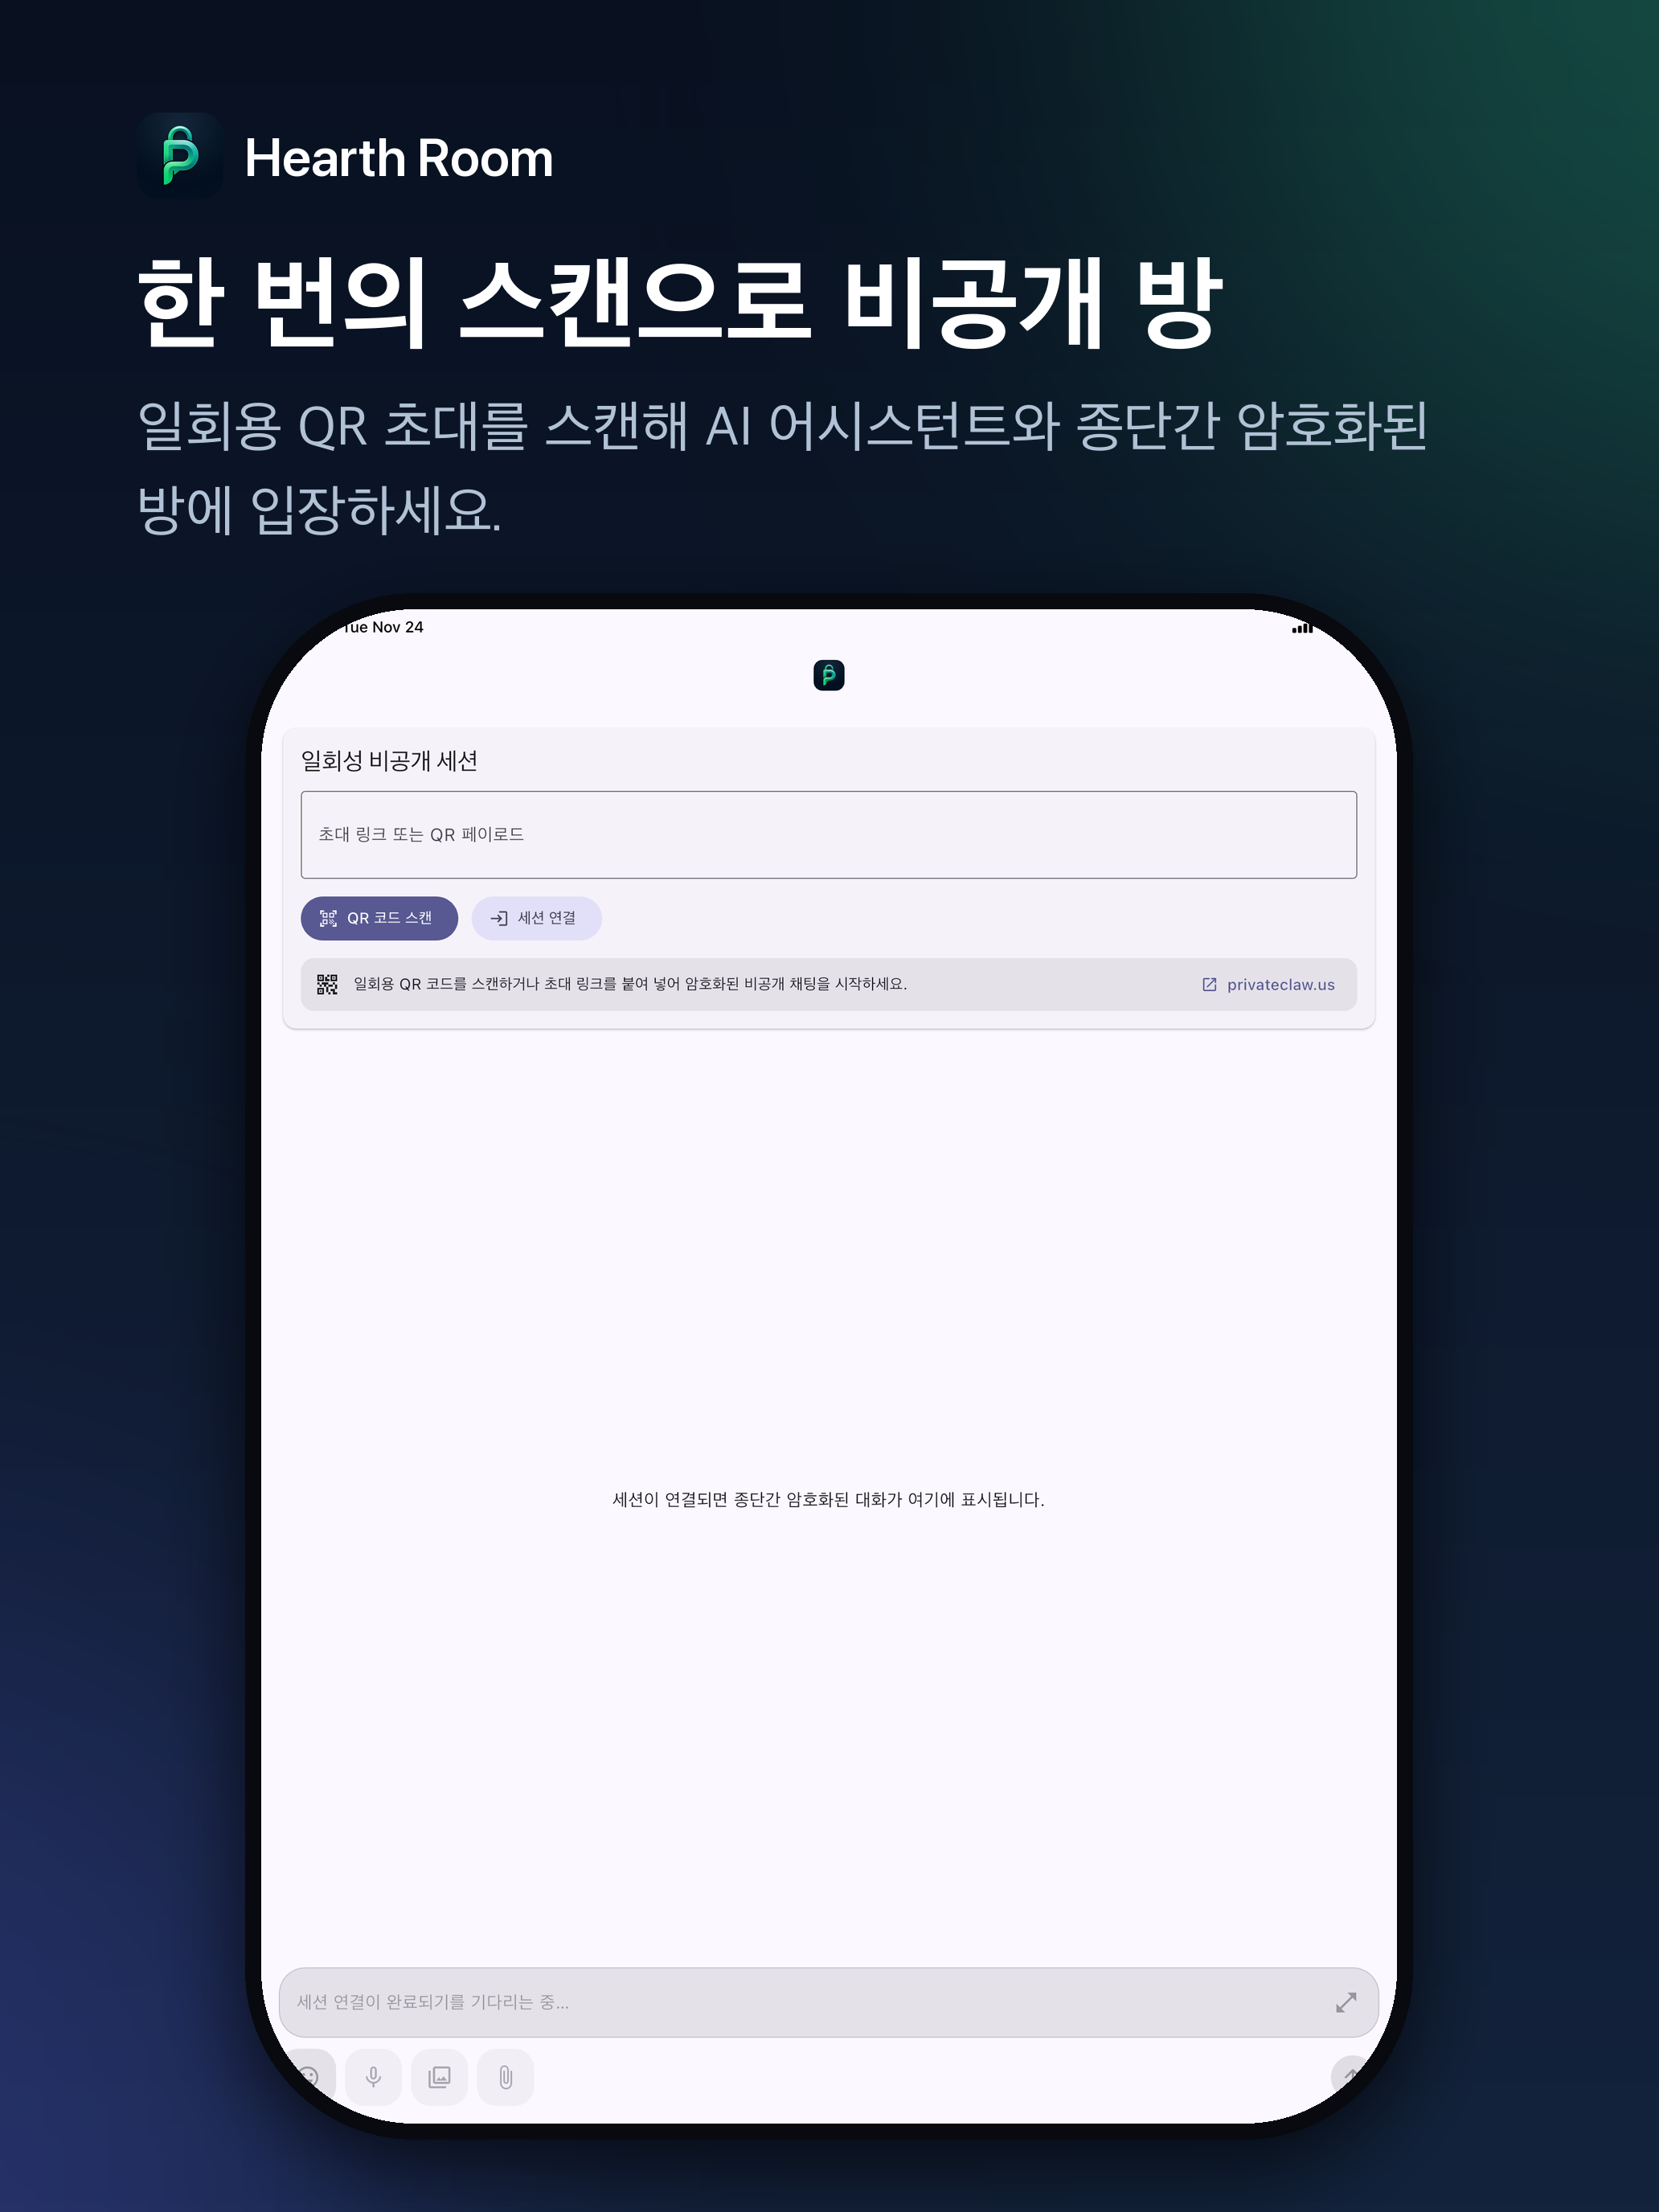 Hearth Room
한 번의 스캔으로 비공개 방
일회용 QR 초대를 스캔해 AI 어시스턴트와 종단간 암호화된
방에 입장하세요.
Tue Nov 24
일회성 비공개 세션
초대 링크 또는 QR 페이로드
QR 코드 스캔
세션 연결
일회용 QR 코드를 스캔하거나 초대 링크를 붙여 넣어 암호화된 비공개 채팅을 시작하세요.
privateclaw.us
세션이 연결되면 종단간 암호화된 대화가 여기에 표시됩니다.
세션 연결이 완료되기를 기다리는 중...